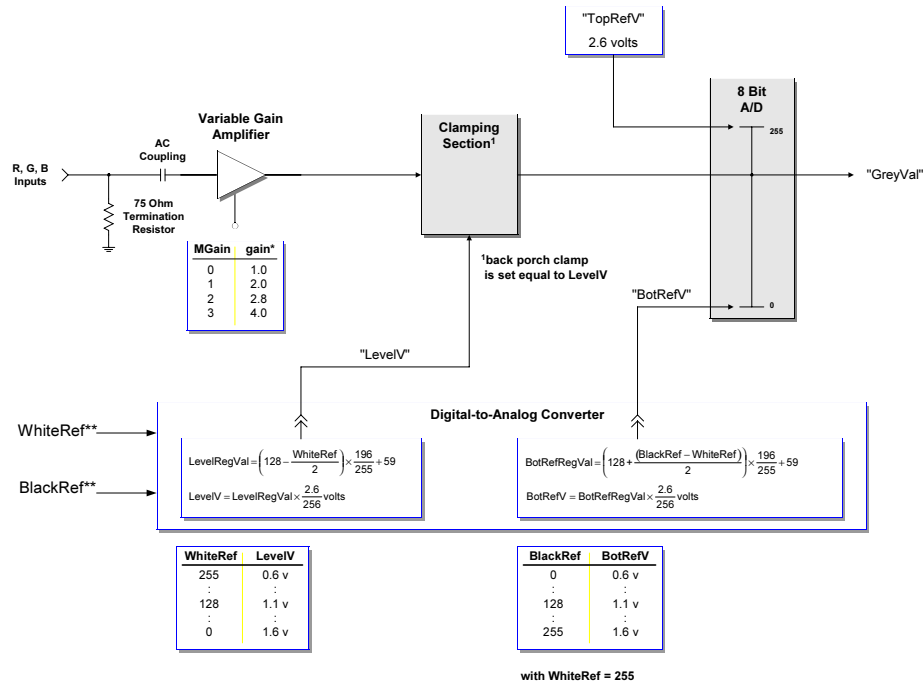 "TopRefV"
2.6 volts
8 Bit
A/D
255
Variable Gain
Amplifier
Clamping
Section¹
AC
Coupling
R, G, B
Inputs
"GreyVal"
75 Ohm
Termination
Resistor
MGain gain*
0 1.0
1 2.0
2 2.8
3 4.0
¹back porch clamp
is set equal to LevelV
"BotRefV"
0
"LevelV"
Digital-to-Analog Converter
WhiteRef**
BlackRef**
LevelRegVal = (128 - WhiteRef/2) × 196/255 + 59
LevelV = LevelRegVal × 2.6/256 volts
BotRefRegVal = (128 + (BlackRef - WhiteRef)/2) × 196/255 + 59
BotRefV = BotRefRegVal × 2.6/256 volts
WhiteRef LevelV
255 0.6 v
: :
128 1.1 v
: :
0 1.6 v
BlackRef BotRefV
0 0.6 v
: :
128 1.1 v
: :
255 1.6 v
with WhiteRef = 255